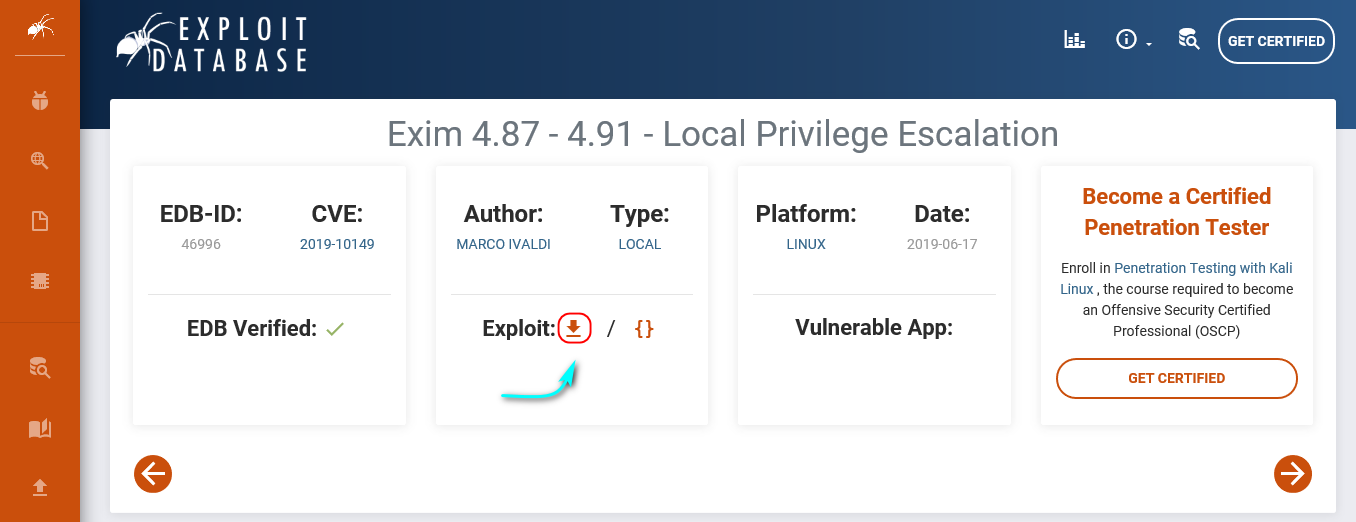 EXPLOIT
DATABASE
GET CERTIFIED
Exim 4.87 - 4.91 - Local Privilege Escalation
EDB-ID:
46996
CVE:
2019-10149
EDB Verified:
Author:
MARCO IVALDI
Type:
LOCAL
Exploit: / {}
Platform:
LINUX
Date:
2019-06-17
Vulnerable App:
Become a Certified
Penetration Tester
Enroll in Penetration Testing with Kali
Linux , the course required to become
an Offensive Security Certified
Professional (OSCP)
GET CERTIFIED